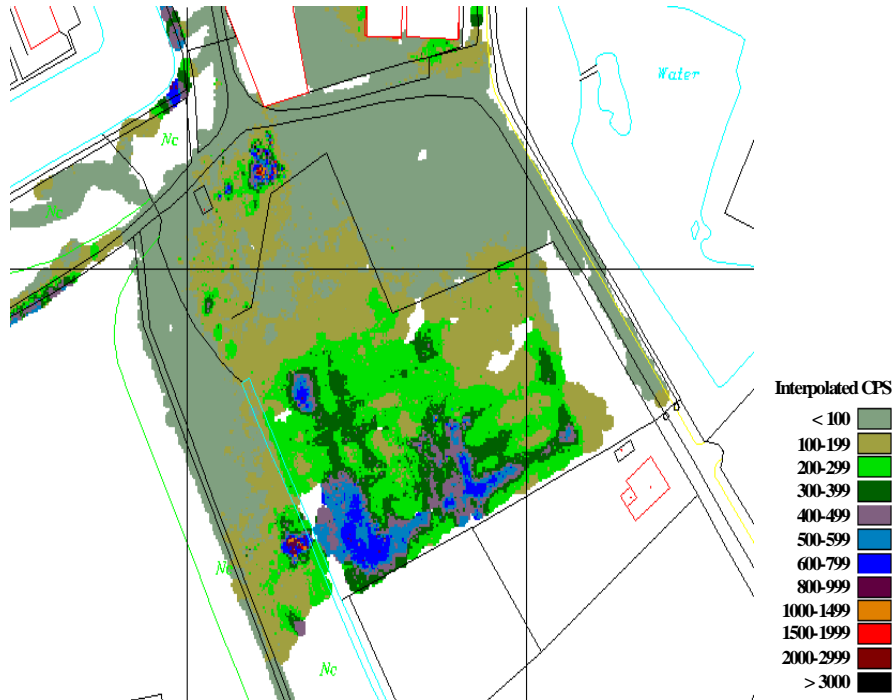 Water
Nc
Nc
Nc
Nc
Interpolated CPS
< 100
100-199
200-299
300-399
400-499
500-599
600-799
800-999
1000-1499
1500-1999
2000-2999
> 3000